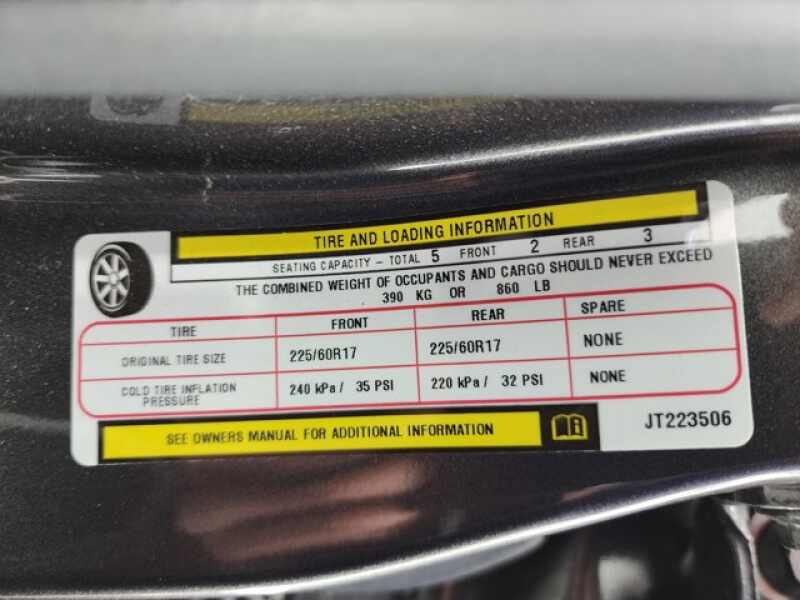 TIRE AND LOADING INFORMATION
SEATING CAPACITY - TOTAL 5 FRONT 2 REAR 3
THE COMBINED WEIGHT OF OCCUPANTS AND CARGO SHOULD NEVER EXCEED
390 KG OR 860 LB
TIRE FRONT REAR SPARE
ORIGINAL TIRE SIZE 225/60R17 225/60R17 NONE
COLD TIRE INFLATION PRESSURE 240 kPa / 35 PSI 220 kPa / 32 PSI NONE
SEE OWNERS MANUAL FOR ADDITIONAL INFORMATION
JT223506